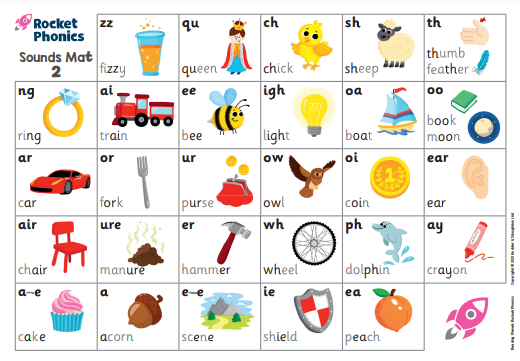 Rocket
Phonics
Sounds Mat
2
zz
fizzy
qu
queen
ch
chick
sh
sheep
th
thumb
feather
ng
ring
ai
train
ee
bee
igh
light
oa
boat
oo
book
moon
ar
car
or
fork
ur
purse
ow
owl
oi
coin
ear
ear
air
chair
ure
manure
er
hammer
wh
wheel
ph
dolphin
ay
crayon
a–e
cake
a
acorn
e–e
scene
ie
shield
ea
peach